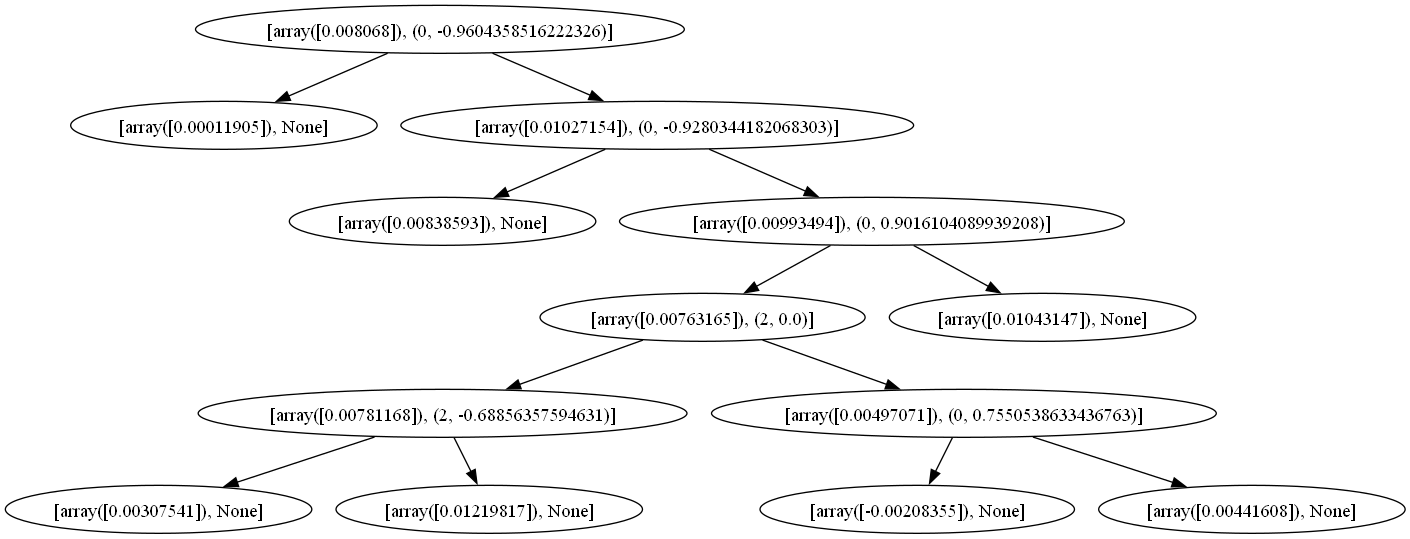 [array([0.008068]), (0, -0.9604358516222326)]
[array([0.00011905]), None]
[array([0.01027154]), (0, -0.9280344182068303)]
[array([0.00838593]), None]
[array([0.00993494]), (0, 0.9016104089939208)]
[array([0.00763165]), (2, 0.0)]
[array([0.01043147]), None]
[array([0.00781168]), (2, -0.68856357594631)]
[array([0.00497071]), (0, 0.7550538633436763)]
[array([0.00307541]), None]
[array([0.01219817]), None]
[array([-0.00208355]), None]
[array([0.00441608]), None]